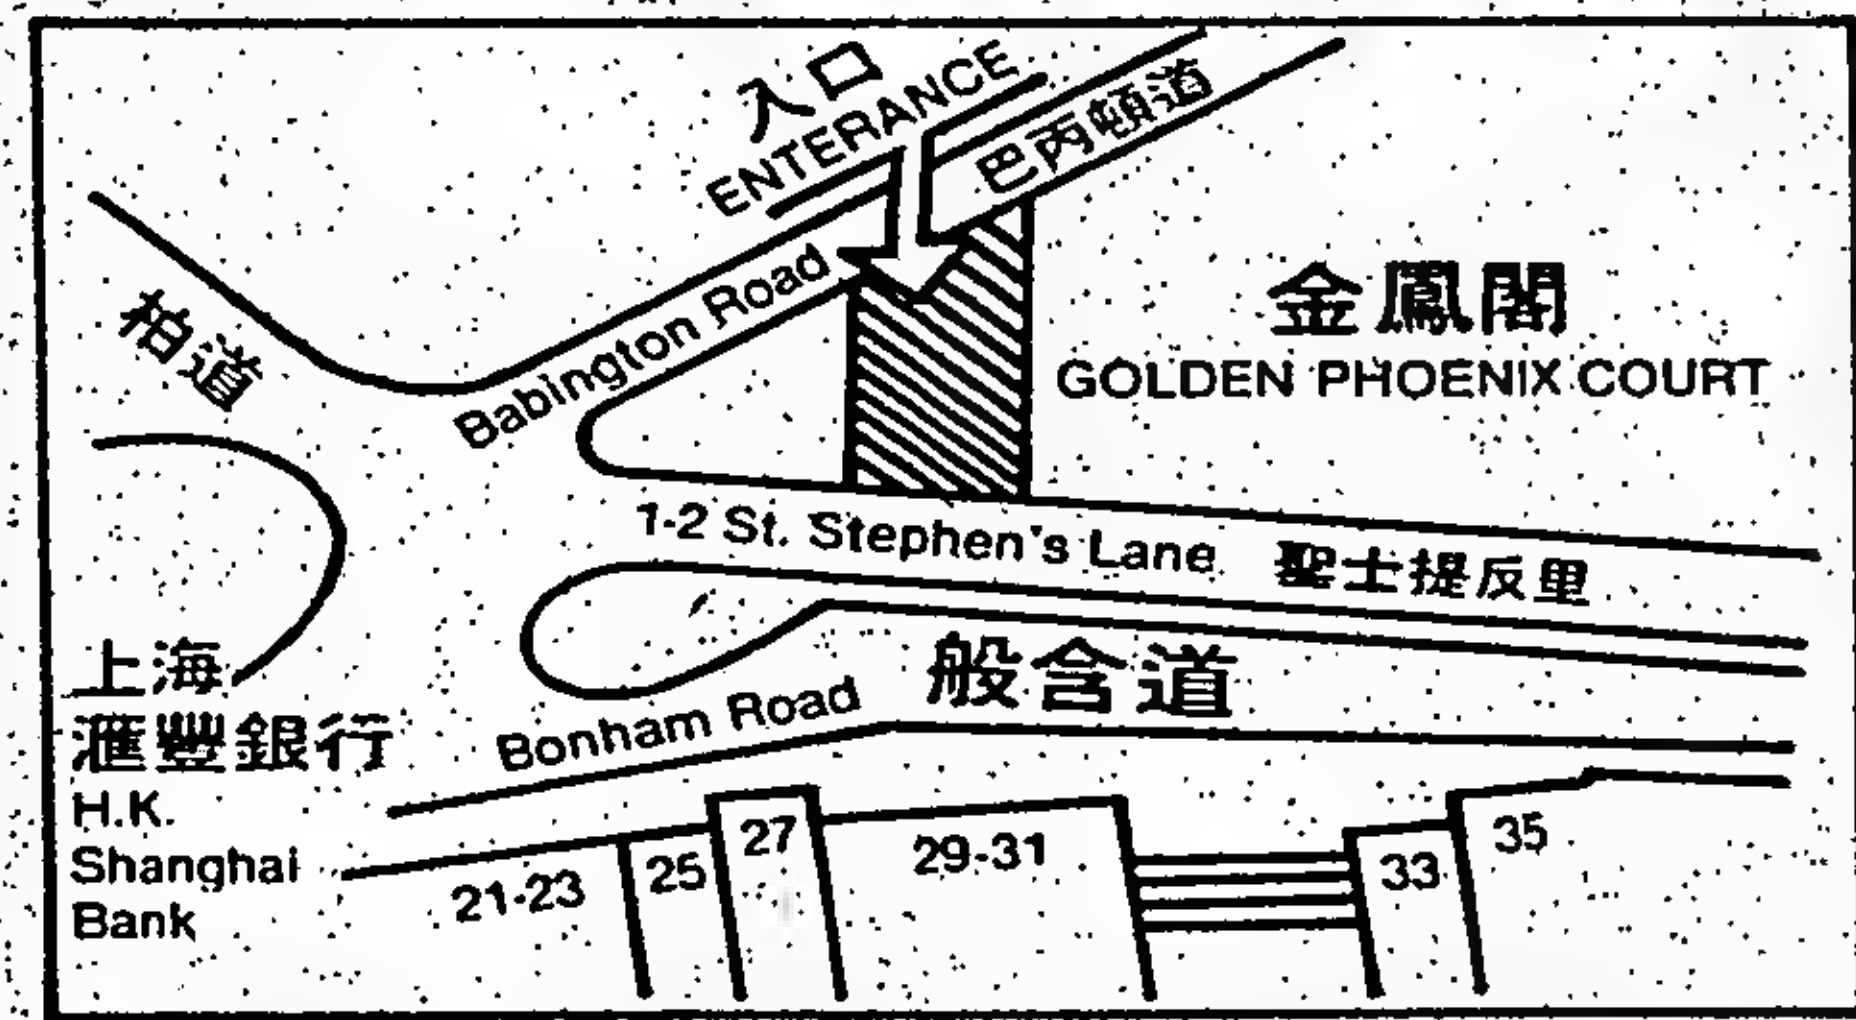 入口
ENTERANCE
巴丙頓道
Babington Road
柏道
金鳳閣
GOLDEN PHOENIX COURT
1-2 St. Stephen's Lane 聖士提反里
般含道
Bonham Road
上海
滙豐銀行
H.K.
Shanghai
Bank
21-23
25
27
29-31
33
35